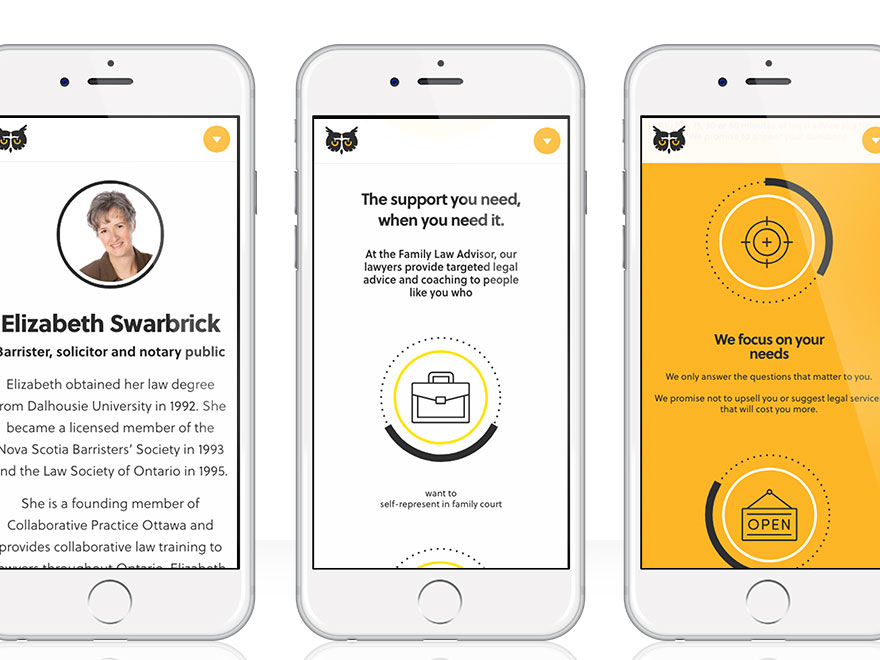 Elizabeth Swarbrick
Barrister, solicitor and notary public
Elizabeth obtained her law degree
from Dalhousie University in 1992. She
became a licensed member of the
Nova Scotia Barristers' Society in 1993
and the Law Society of Ontario in 1995.
She is a founding member of
Collaborative Practice Ottawa and
provides collaborative law training to
lawyers throughout Ontario. Elizabeth
The support you need,
when you need it.
At the Family Law Advisor, our
lawyers provide targeted legal
advice and coaching to people
like you who
want to
self-represent in family court
We focus on your
needs
We only answer the questions that matter to you.
We promise not to upsell you or suggest legal service
that will cost you more.
OPEN